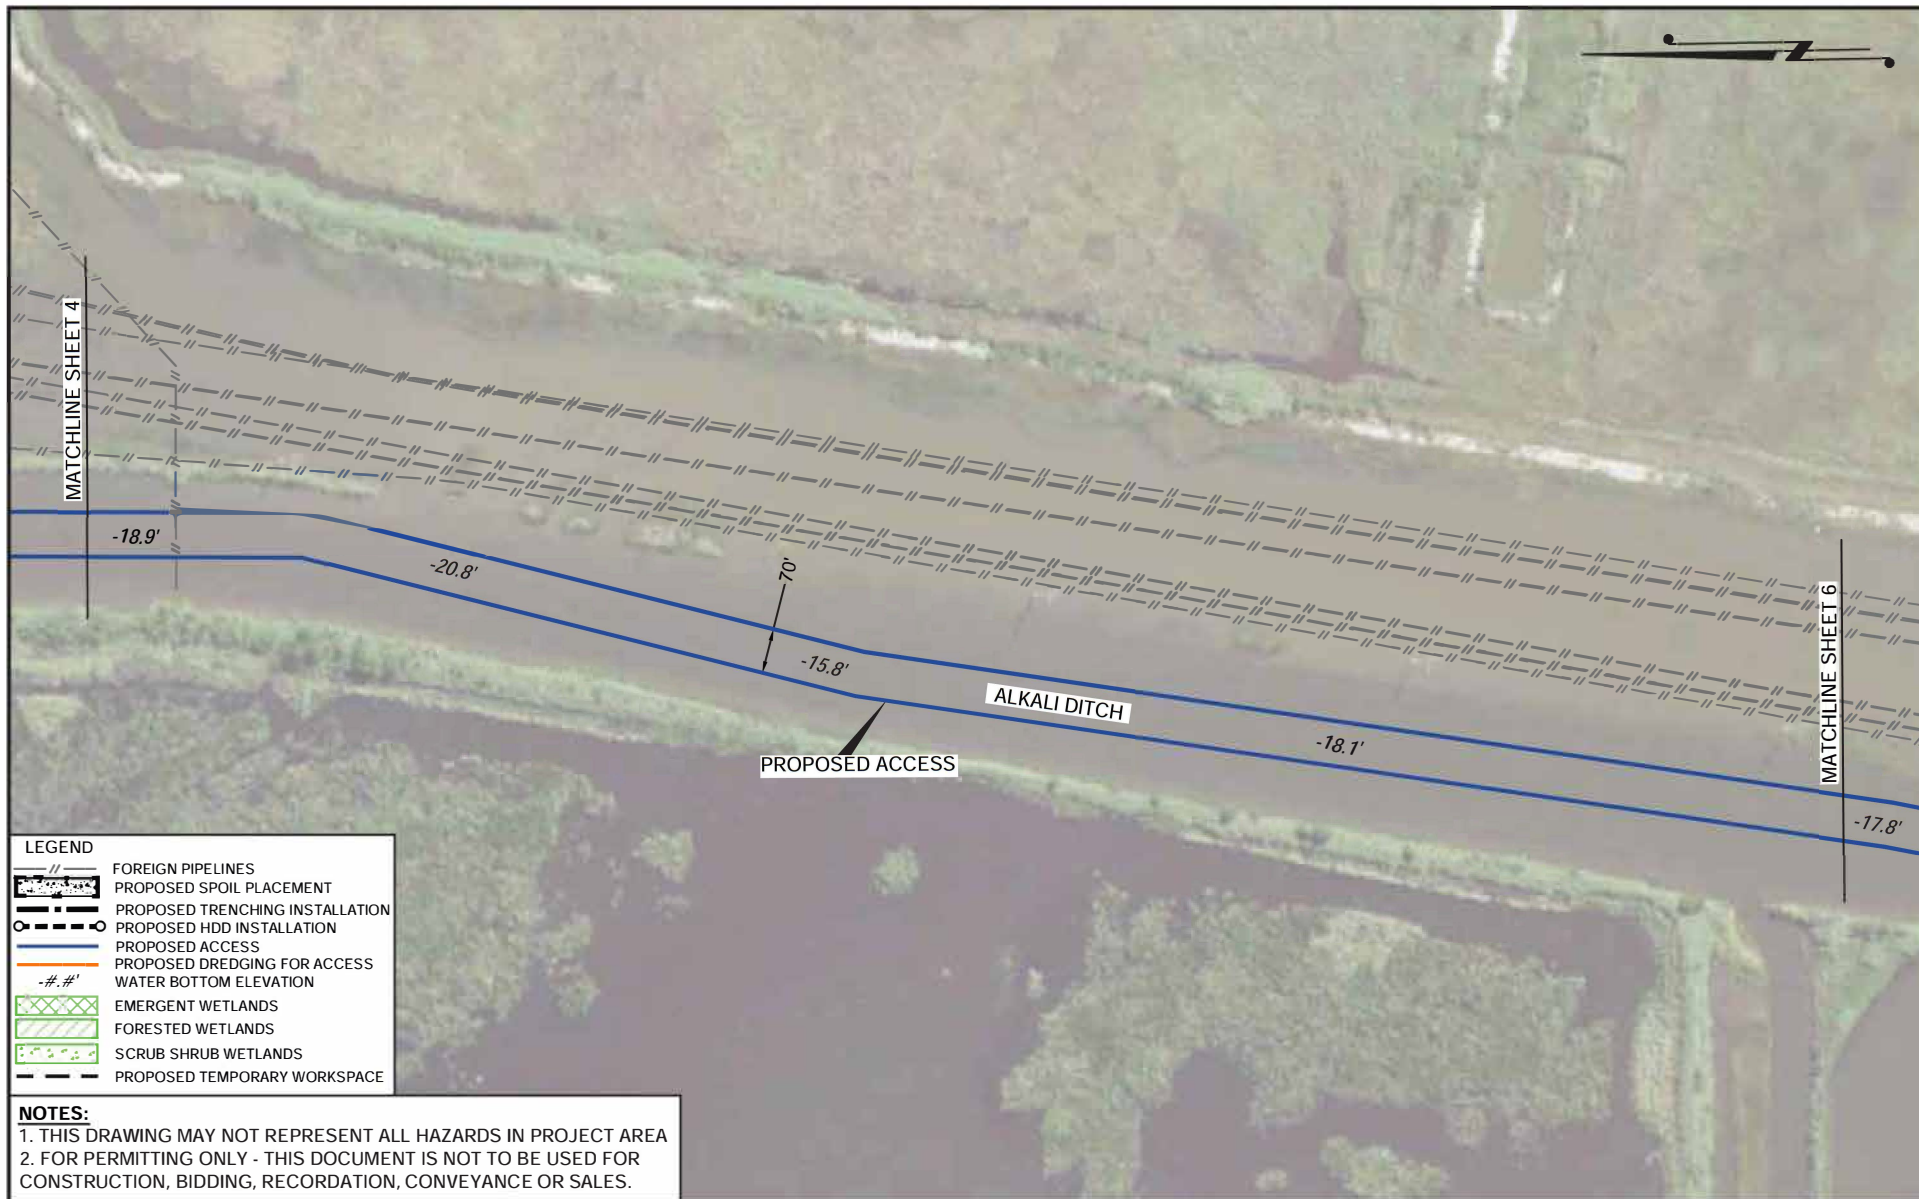 Z
MATCHLINE SHEET 4
-18.9'
-20.8'
70'
-15.8'
ALKALI DITCH
PROPOSED ACCESS
-18.1'
MATCHLINE SHEET 6
-17.8'
LEGEND
FOREIGN PIPELINES
PROPOSED SPOIL PLACEMENT
PROPOSED TRENCHING INSTALLATION
PROPOSED HDD INSTALLATION
PROPOSED ACCESS
PROPOSED DREDGING FOR ACCESS
-#.#' WATER BOTTOM ELEVATION
EMERGENT WETLANDS
FORESTED WETLANDS
SCRUB SHRUB WETLANDS
PROPOSED TEMPORARY WORKSPACE
NOTES:
1. THIS DRAWING MAY NOT REPRESENT ALL HAZARDS IN PROJECT AREA
2. FOR PERMITTING ONLY - THIS DOCUMENT IS NOT TO BE USED FOR
CONSTRUCTION, BIDDING, RECORDATION, CONVEYANCE OR SALES.